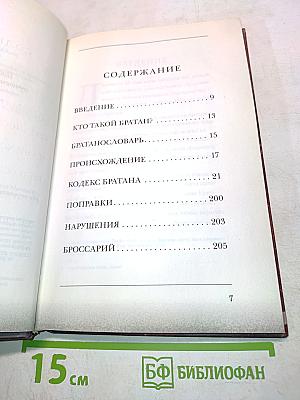 СОДЕРЖАНИЕ
ВВЕДЕНИЕ .................... 9
КТО ТАКОЙ БРАТАН? ........... 13
БРАТАНОСЛОВАРЬ .............. 15
ПРОИСХОЖДЕНИЕ ............... 17
КОДЕКС БРАТАНА .............. 21
ПОПРАВКИ .................... 200
НАРУШЕНИЯ ................... 203
БРОССАРИЙ ................... 205
7
15 см
БФ БИБЛИОФАН